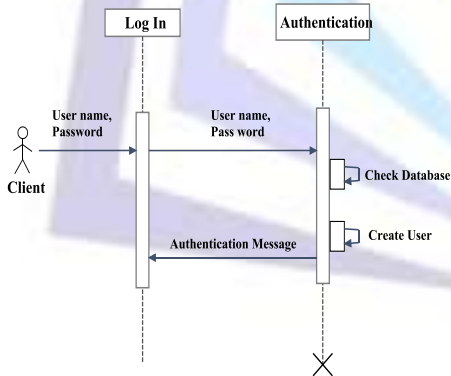 Log In
Authentication
User name,
Password
User name,
Pass word
Client
Check Database
Create User
Authentication Message